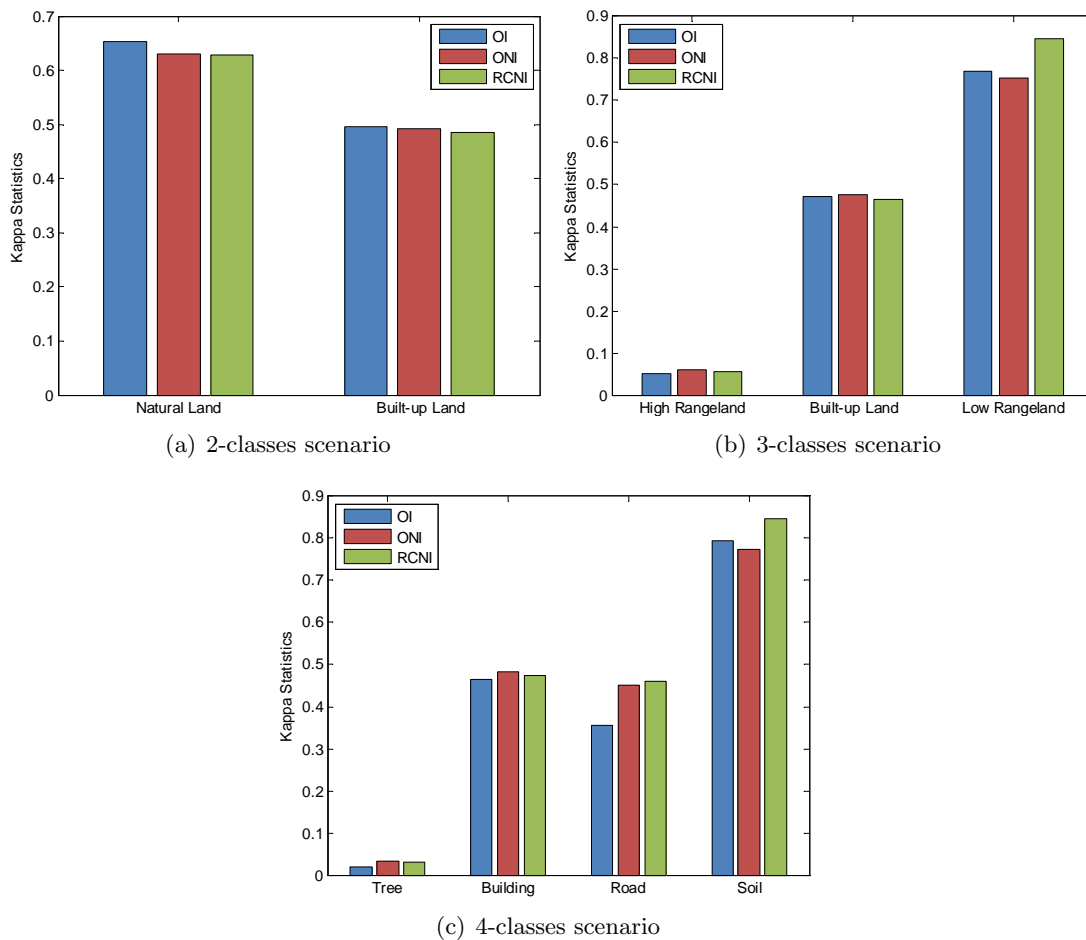 0.7
0.6
0.5
0.4
0.3
0.2
0.1
0
Kappa Statistics
OI
ONI
RCNI
Natural Land Built-up Land
(a) 2-classes scenario
0.9
0.8
0.7
0.6
0.5
0.4
0.3
0.2
0.1
0
Kappa Statistics
OI
ONI
RCNI
High Rangeland Built-up Land Low Rangeland
(b) 3-classes scenario
0.9
0.8
0.7
0.6
0.5
0.4
0.3
0.2
0.1
0
Kappa Statistics
OI
ONI
RCNI
Tree Building Road Soil
(c) 4-classes scenario